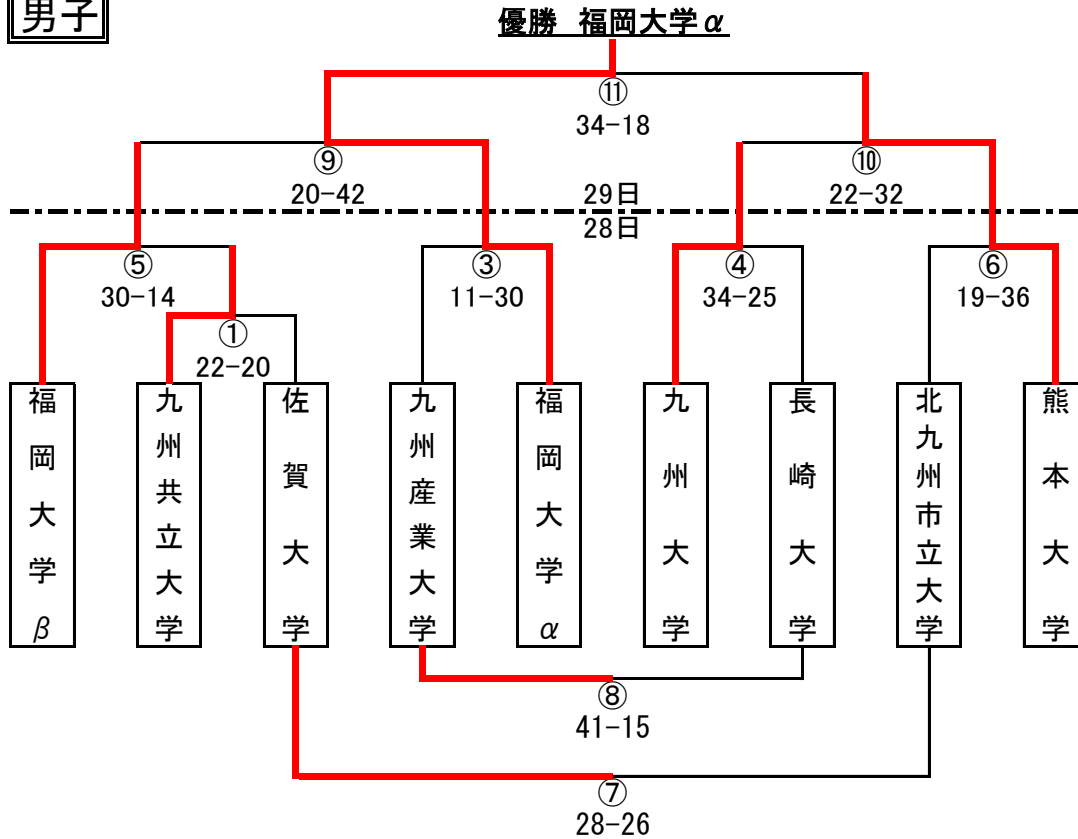 男子
優勝 福岡大学α
⑪
34-18
⑨
⑩
20-42
29日
22-32
28日
⑤
③
④
⑥
30-14
11-30
34-25
19-36
①
22-20
福岡大学β
九州共立大学
佐賀大学
九州産業大学
福岡大学α
九州大学
長崎大学
北九州市立大学
熊本大学
⑧
41-15
⑦
28-26